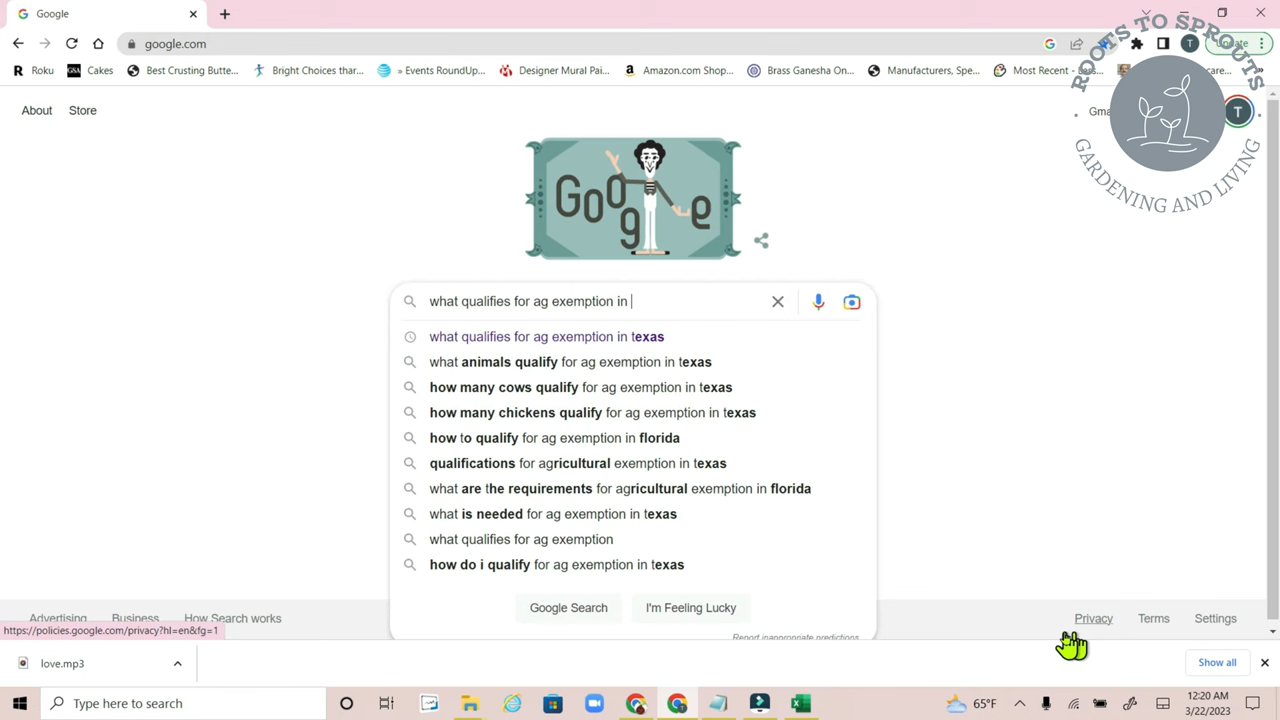 Google
google.com
Update
Roku
Cakes
Best Crusting Butte...
Bright Choices thar...
» Events RoundUp...
Designer Mural Pai...
Amazon.com Shop...
Brass Ganesha On...
Manufacturers, Spe...
Most Recent - Less...
care...
ROOTS TO SPROUTS
GARDENING AND LIVING
About
Store
Gma
T
Google
what qualifies for ag exemption in
what qualifies for ag exemption in texas
what animals qualify for ag exemption in texas
how many cows qualify for ag exemption in texas
how many chickens qualify for ag exemption in texas
how to qualify for ag exemption in florida
qualifications for agricultural exemption in texas
what are the requirements for agricultural exemption in florida
what is needed for ag exemption in texas
what qualifies for ag exemption
how do i qualify for ag exemption in texas
Google Search
I'm Feeling Lucky
Report inappropriate predictions
Advertising
Business
How Search works
Privacy
Terms
Settings
https://policies.google.com/privacy?hl=en&fg=1
love.mp3
Show all
Type here to search
65°F
12:20 AM
3/22/2023